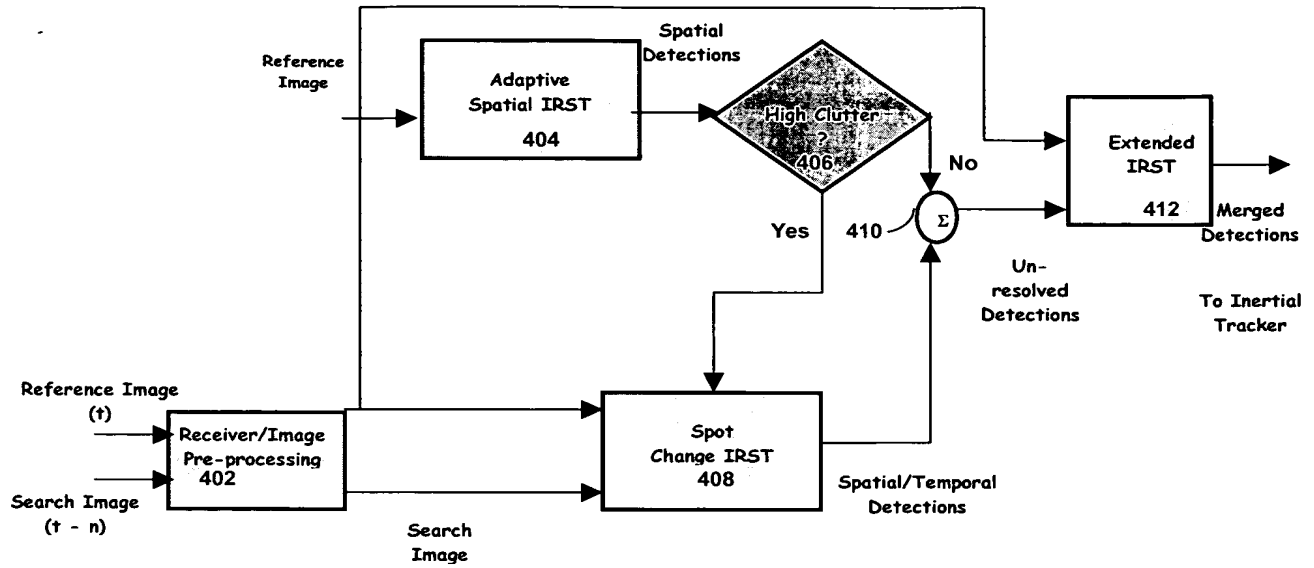 Reference
Image
Adaptive
Spatial IRST
404
Spatial
Detections
High Clutter
?
406
No
Yes
410
Σ
Extended
IRST
412
Merged
Detections
Un-
resolved
Detections
To Inertial
Tracker
Reference Image
(t)
Receiver/Image
Pre-processing
402
Search Image
(t - n)
Search
Image
Spot
Change IRST
408
Spatial/Temporal
Detections